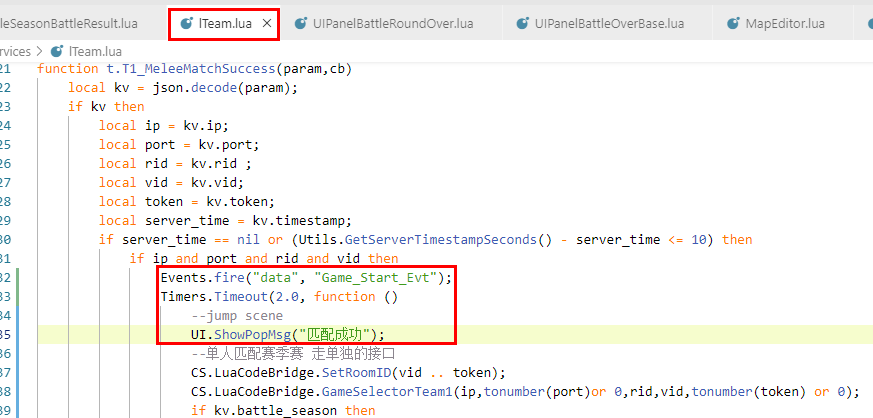 leSeasonBattleResult.lua lTeam.lua × UIPanelBattleRoundOver.lua UIPanelBattleOverBase.lua MapEditor.lua
rvices > lTeam.lua
21 function t.T1_MeleeMatchSuccess(param,cb)
22 local kv = json.decode(param);
23 if kv then
24 local ip = kv.ip;
25 local port = kv.port;
26 local rid = kv.rid ;
27 local vid = kv.vid;
28 local token = kv.token;
29 local server_time = kv.timestamp;
30 if server_time == nil or (Utils.GetServerTimestampSeconds() - server_time <= 10) then
31 if ip and port and rid and vid then
32 Events.fire("data", "Game_Start_Evt");
33 Timers.Timeout(2.0, function ()
34 --jump scene
35 UI.ShowPopMsg("匹配成功");
36 --单人匹配赛季赛 走单独的接口
37 CS.LuaCodeBridge.SetRoomID(vid .. token);
38 CS.LuaCodeBridge.GameSelectorTeam1(ip,tonumber(port)or 0,rid,vid,tonumber(token) or 0);
39 if kv.battle_season then